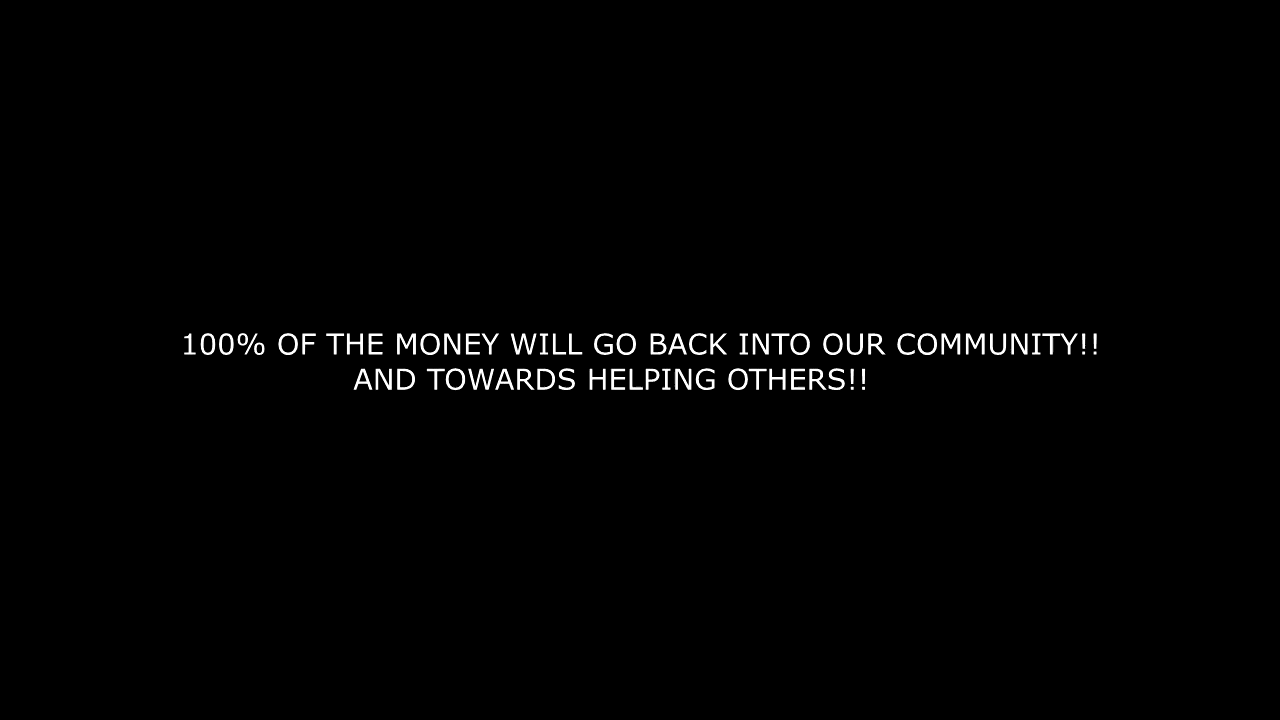 100% OF THE MONEY WILL GO BACK INTO OUR COMMUNITY!!
AND TOWARDS HELPING OTHERS!!